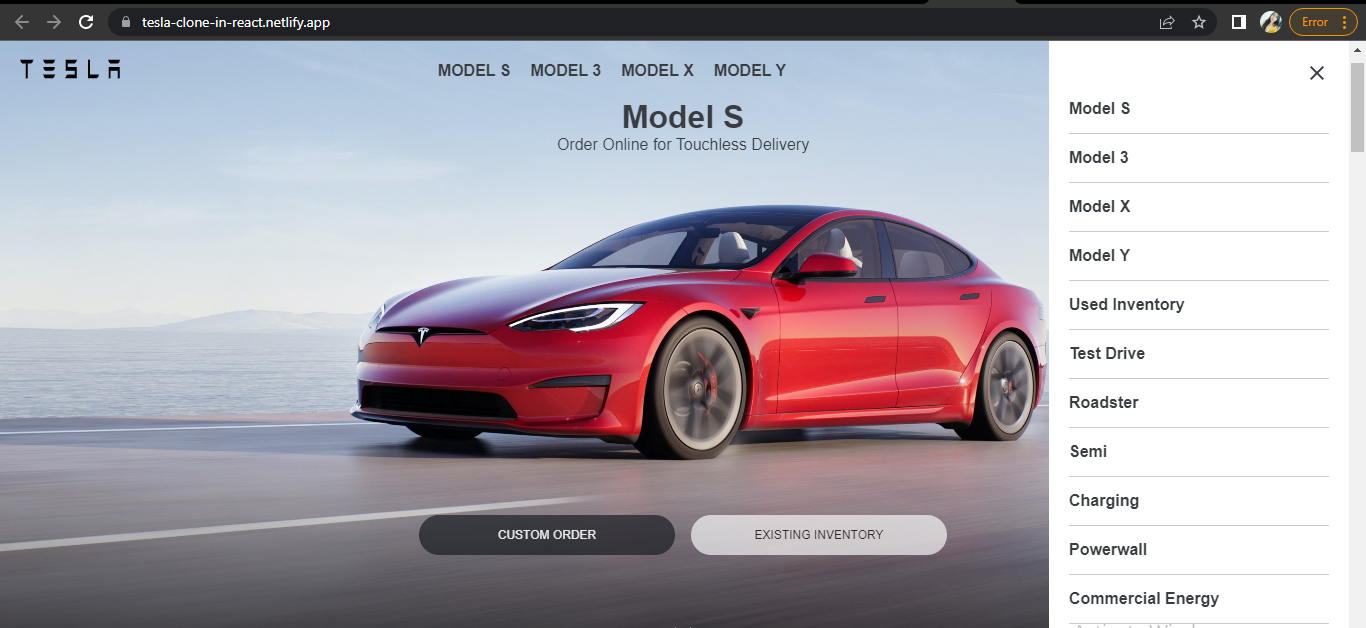 tesla-clone-in-react.netlify.app
Error
TESLA
MODEL S MODEL 3 MODEL X MODEL Y
Model S
Order Online for Touchless Delivery
CUSTOM ORDER
EXISTING INVENTORY
Model S
Model 3
Model X
Model Y
Used Inventory
Test Drive
Roadster
Semi
Charging
Powerwall
Commercial Energy